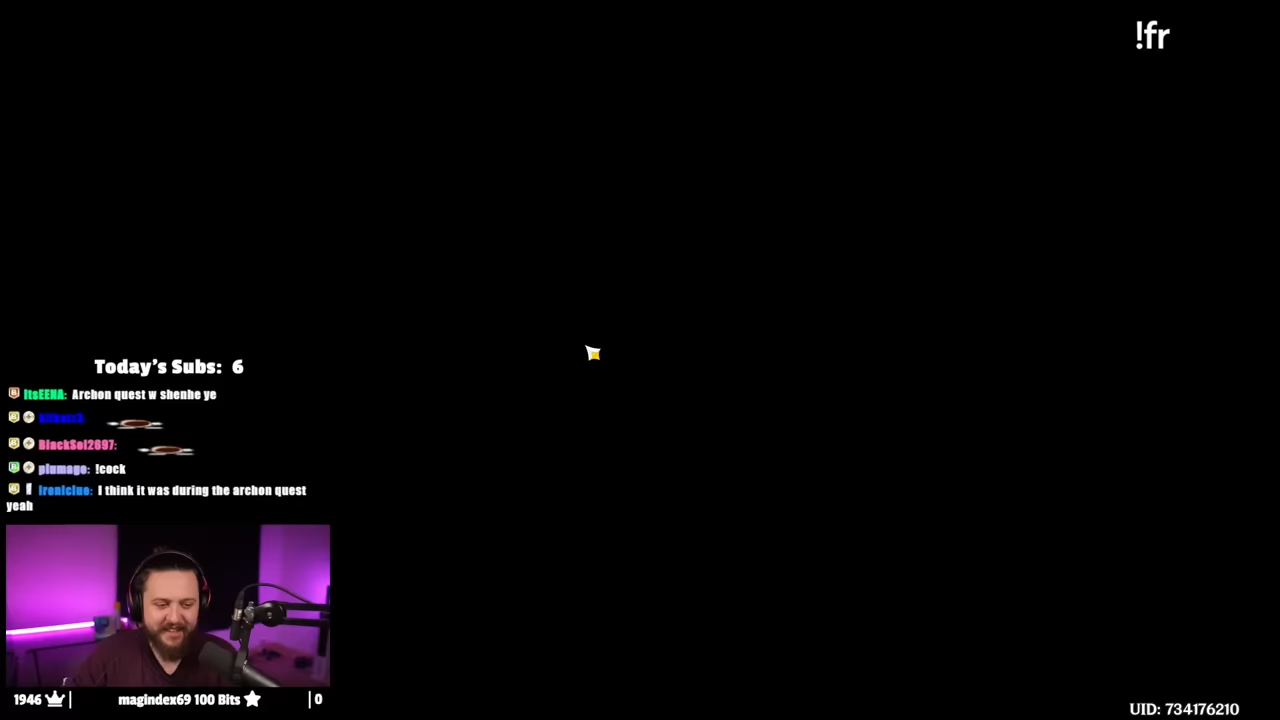 !fr
Today's Subs: 6
ItsEENA: Archon quest w shenhe ye
BlackSol2697:
plumage: !cock
Ironicluc: I think it was during the archon quest
yeah
1946 | magindex69 100 Bits | 0
UID: 734176210